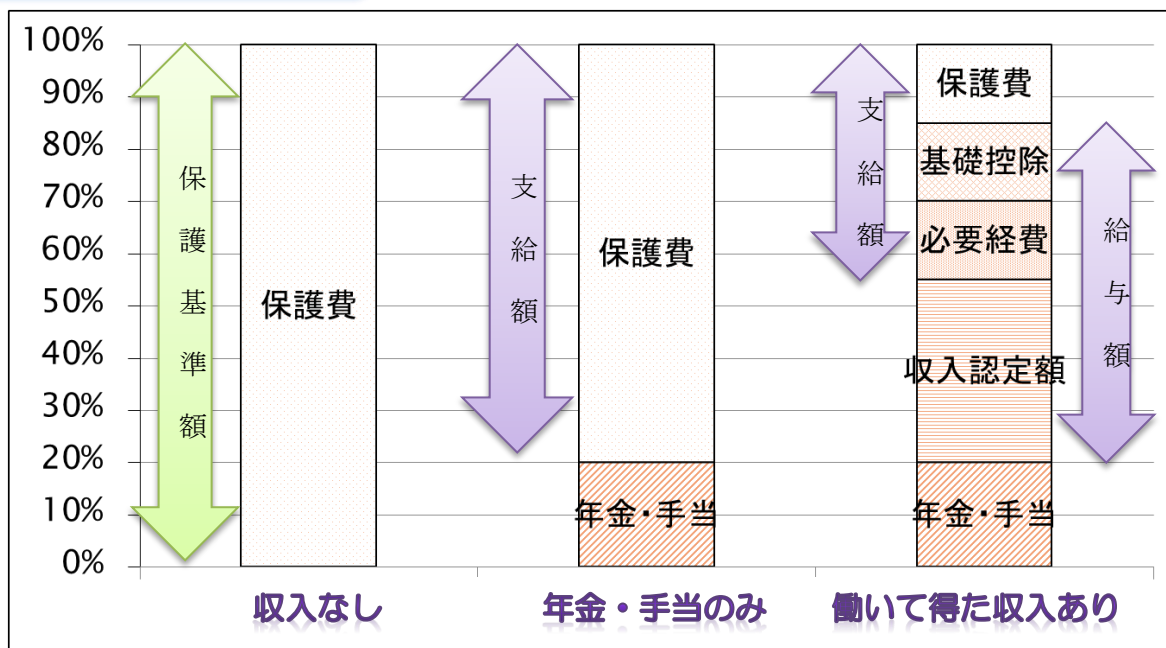 100%
90%
80%
70%
60%
50%
40%
30%
20%
10%
0%
保護基準額
保護費
支給額
保護費
年金・手当
支給額
保護費
基礎控除
必要経費
収入認定額
年金・手当
給与額
収入なし
年金・手当のみ
働いて得た収入あり